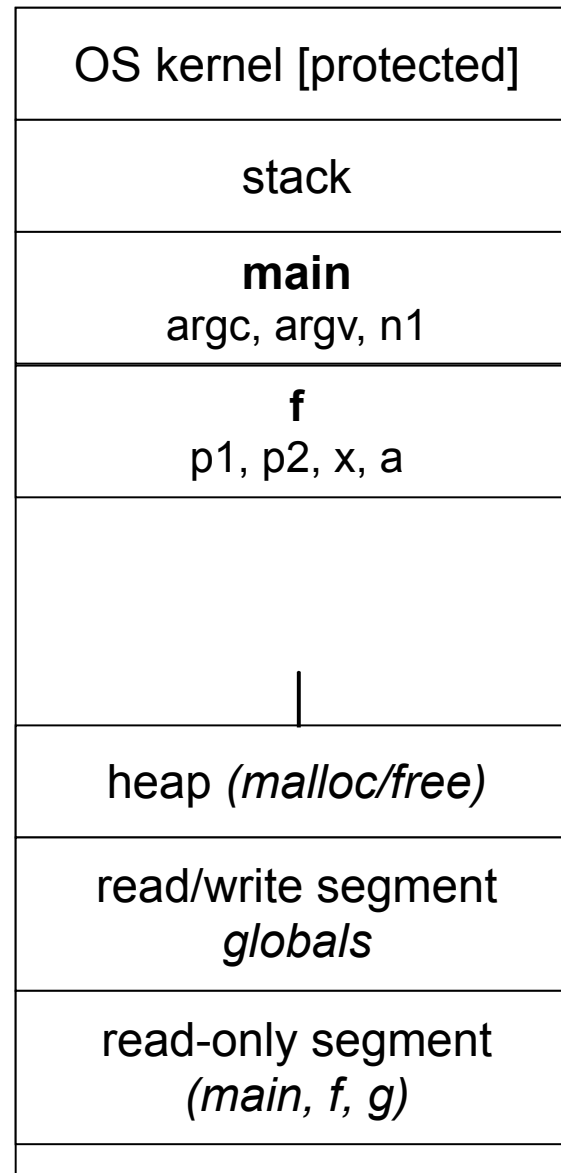 OS kernel [protected]
stack
main
argc, argv, n1
f
p1, p2, x, a
heap (malloc/free)
read/write segment
globals
read-only segment
(main, f, g)